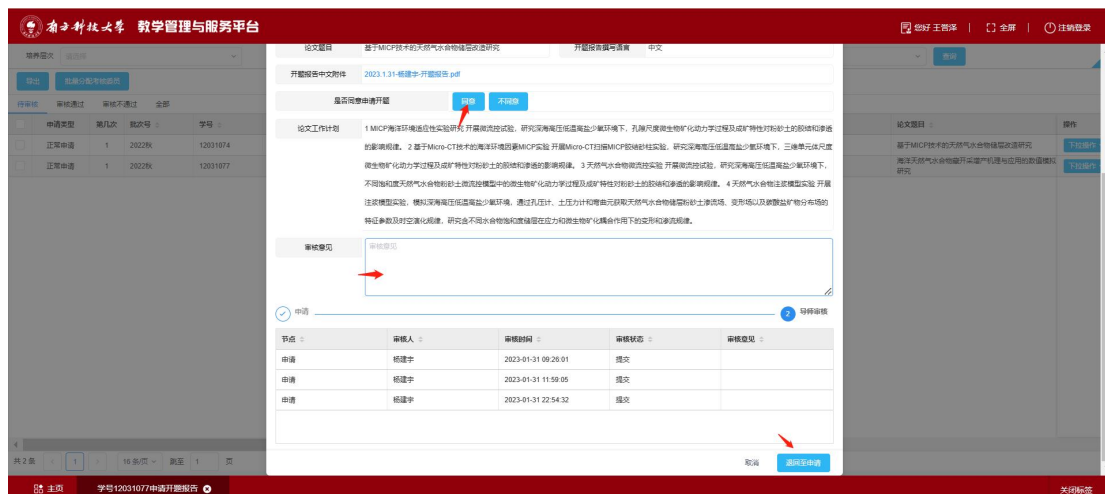 南方科技大学 教学管理与服务平台
您好 王誉泽 | 全屏 | 注销登录
培养层次 请选择
查询
导出 批量分配考核组员
待审核 审核通过 审核不通过 全部
申请类型 第几次 批次号 学号 论文题目 操作
正常申请 1 2022秋 12031074 基于MICP技术的天然气水合物储层改造研究 下拉操作
正常申请 1 2022秋 12031077 海洋天然气水合物藏开采增产机理与应用的数值模拟研究 下拉操作
论文题目 基于MICP技术的天然气水合物储层改造研究 开题报告撰写语言 中文
开题报告中文附件 2023.1.31-杨建宇-开题报告.pdf
是否同意申请开题 同意 不同意
论文工作计划 1 MICP海洋环境适应性实验研究 开展微流控试验，研究深海高压低温高盐少氧环境下，孔隙尺度微生物矿化动力学过程及成矿特性对粉砂土的胶结和渗透
的影响规律。 2 基于Micro-CT技术的海洋环境因素MICP实验 开展Micro-CT扫描MICP胶结砂柱实验，研究深海高压低温高盐少氧环境下，三维单元体尺度
微生物矿化动力学过程及成矿特性对粉砂土的胶结和渗透的影响规律。 3 天然气水合物微流控实验 开展微流控试验，研究深海高压低温高盐少氧环境下，
不同饱和度天然气水合物粉砂土微流控模型中的微生物矿化动力学过程及成矿特性对粉砂土的胶结和渗透的影响规律。 4 天然气水合物注浆模型实验 开展
注浆模型实验，模拟深海高压低温高盐少氧环境，通过孔压计、土压力计和弯曲元获取天然气水合物储层粉砂土渗流场、变形场以及碳酸盐矿物分布场的
特征参数及时空演化规律，研究含不同水合物饱和度储层在应力和微生物矿化耦合作用下的变形和渗流规律。
审核意见 审核意见
申请 2 导师审核
节点 审核人 审核时间 审核状态 审核意见
申请 杨建宇 2023-01-31 09:26:01 提交
申请 杨建宇 2023-01-31 11:59:05 提交
申请 杨建宇 2023-01-31 22:54:32 提交
共 2 条 1 16 条/页 跳至 1 页
取消 退回至申请
主页 学号12031077申请开题报告 关闭标签